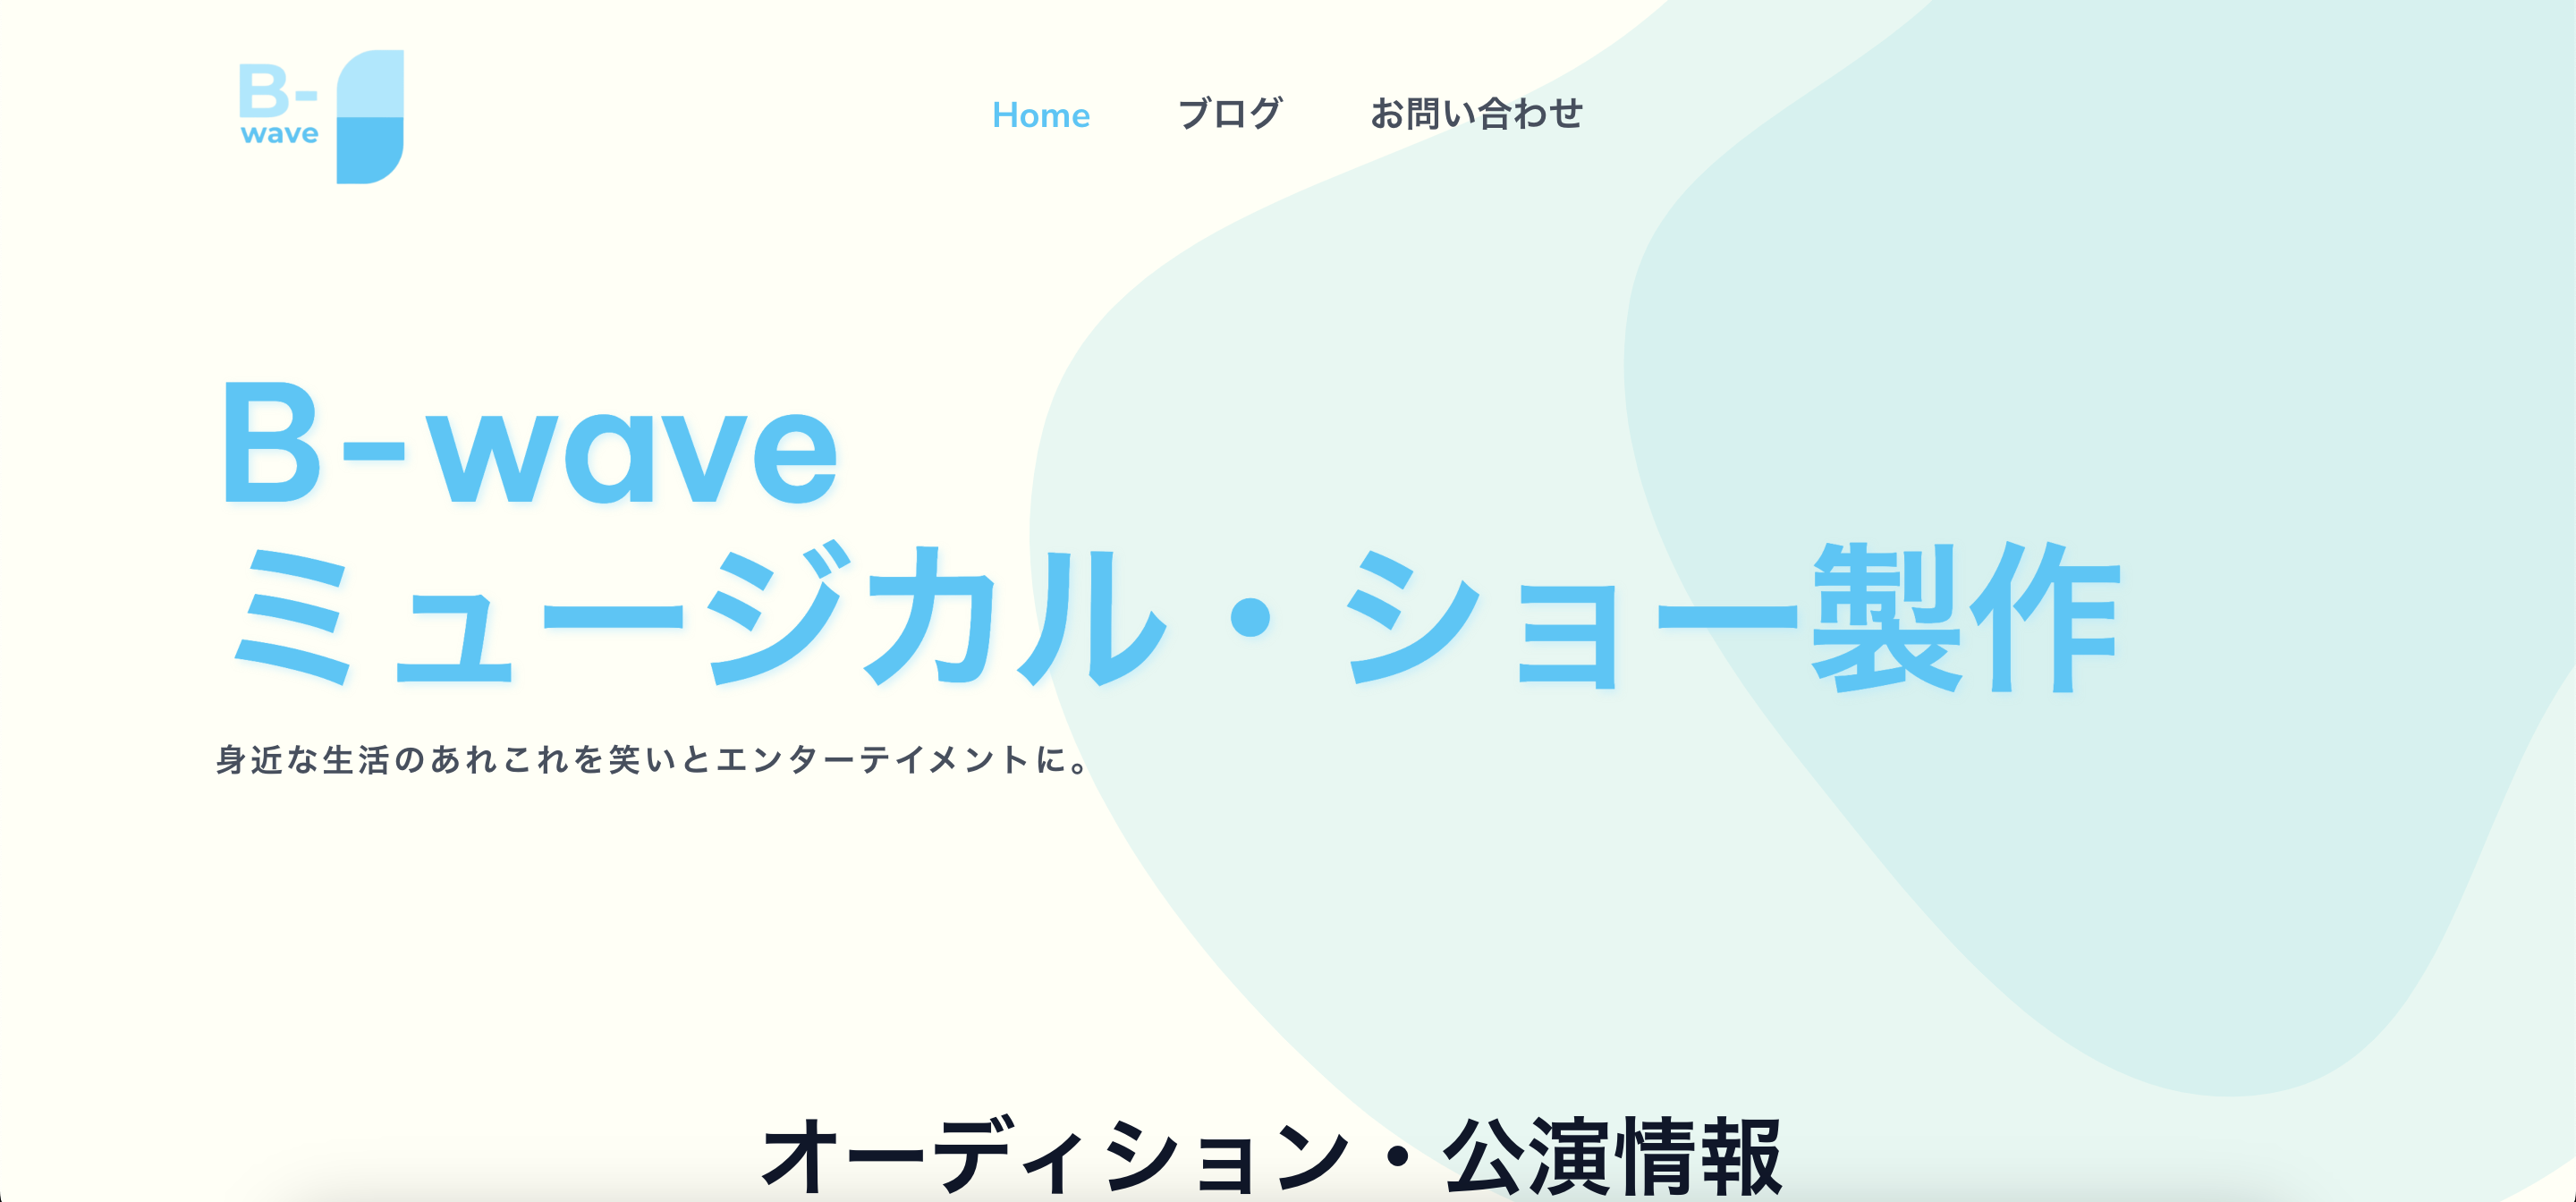 B-
wave
Home ブログ お問い合わせ
B-wave
ミュージカル・ショー製作
身近な生活のあれこれを笑いとエンターテイメントに。
オーディション・公演情報